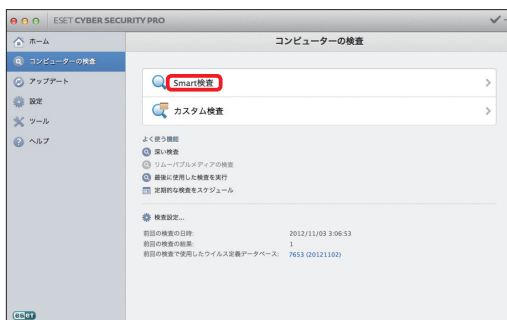 ESET CYBER SECURITY PRO
ホーム
コンピューターの検査
コンピューターの検査
アップデート
Smart検査
設定
カスタム検査
ツール
ヘルプ
よく使う機能
深い検査
リムーバブルメディアの検査
最後に使用した検査を実行
定期的な検査をスケジュール
検査設定...
前回の検査の日時: 2012/11/03 3:06:53
前回の検査の結果: 1
前回の検査で使用したウイルス定義データベース: 7653 (20121102)
eseT